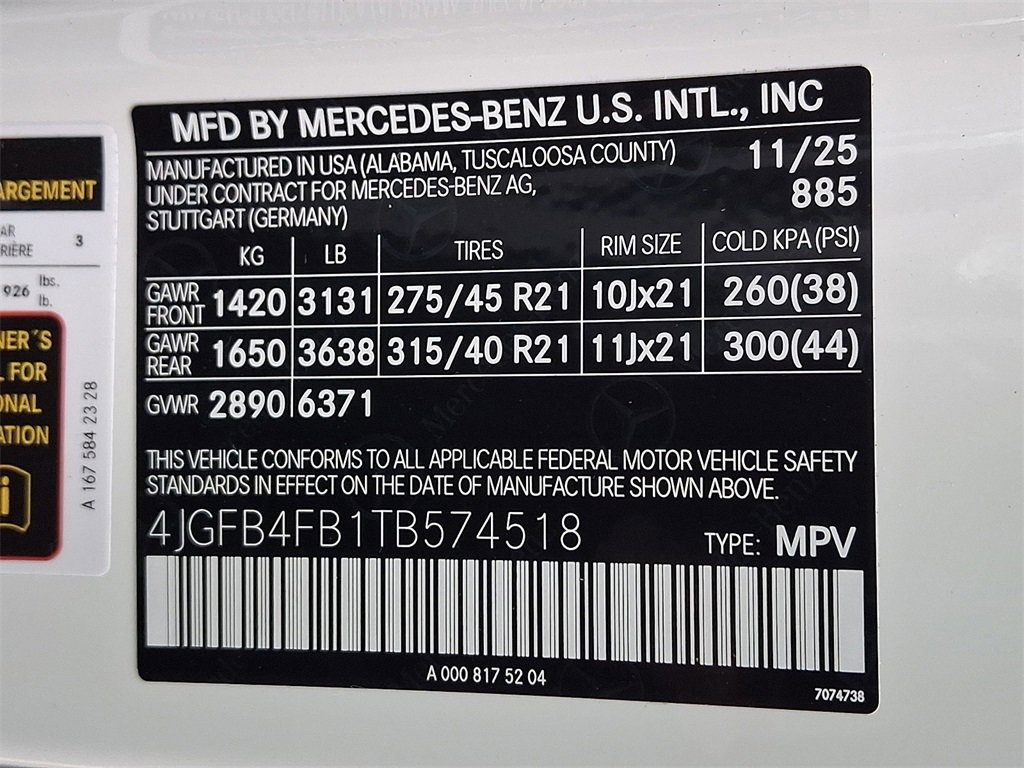 MFD BY MERCEDES-BENZ U.S. INTL., INC
MANUFACTURED IN USA (ALABAMA, TUSCALOOSA COUNTY) 11/25
UNDER CONTRACT FOR MERCEDES-BENZ AG, 885
STUTTGART (GERMANY)
KG LB TIRES RIM SIZE COLD KPA (PSI)
GAWR FRONT 1420 3131 275/45 R21 10Jx21 260(38)
GAWR REAR 1650 3638 315/40 R21 11Jx21 300(44)
GVWR 2890 6371
THIS VEHICLE CONFORMS TO ALL APPLICABLE FEDERAL MOTOR VEHICLE SAFETY
STANDARDS IN EFFECT ON THE DATE OF MANUFACTURE SHOWN ABOVE.
4JGFB4FB1TB574518 TYPE: MPV
A 000 817 52 04
7074738
ARGEMENT
AR
RIÈRE 3
926 lbs.
lb.
NER´S
L FOR
ONAL
ATION
i
A 167 584 23 28